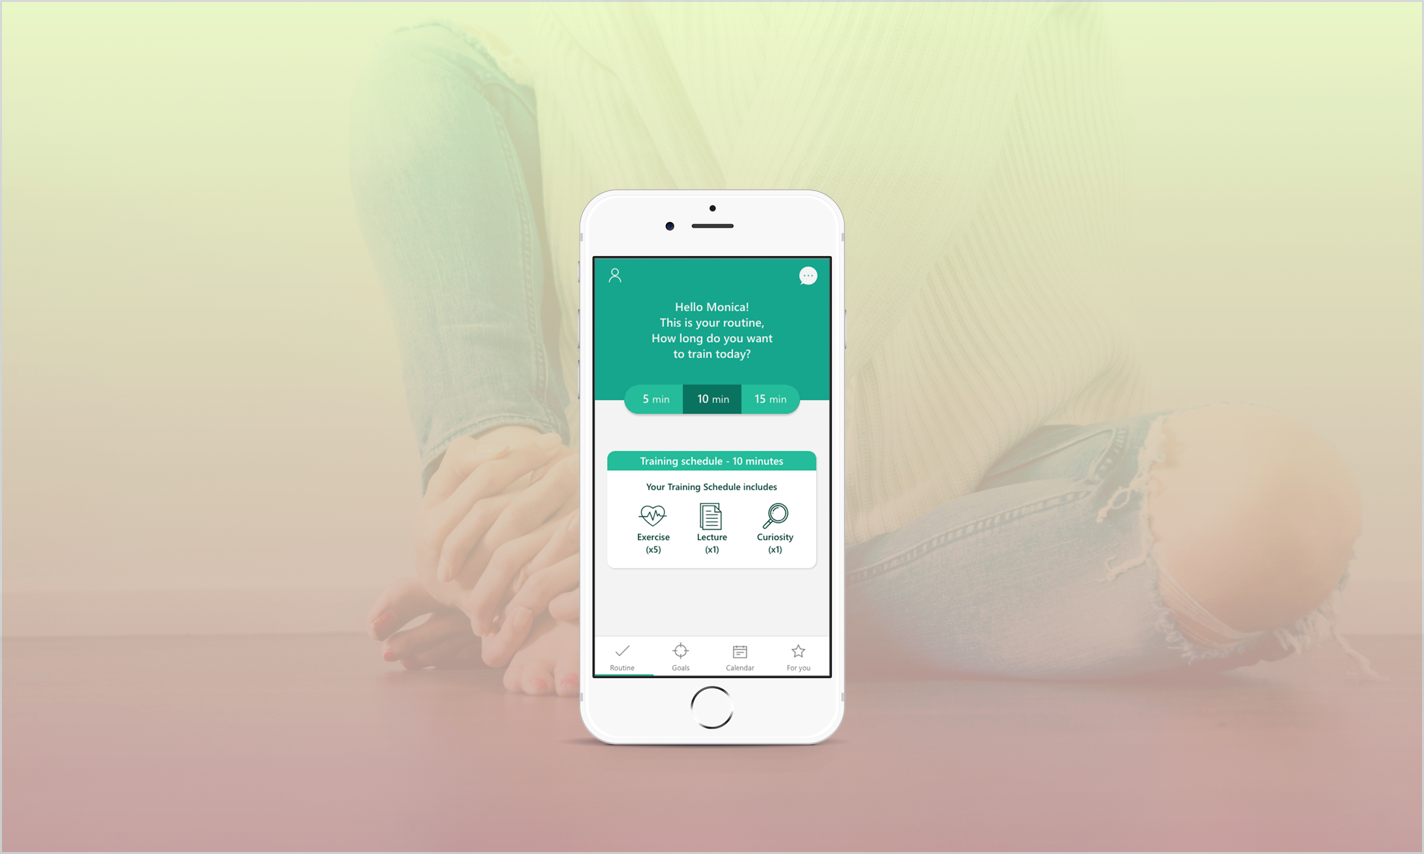 Hello Monica!
This is your routine,
How long do you want
to train today?
5 min 10 min 15 min
Training schedule - 10 minutes
Your Training Schedule includes
Exercise Lecture Curiosity
(x5) (x1) (x1)
Routine Goals Calendar For you